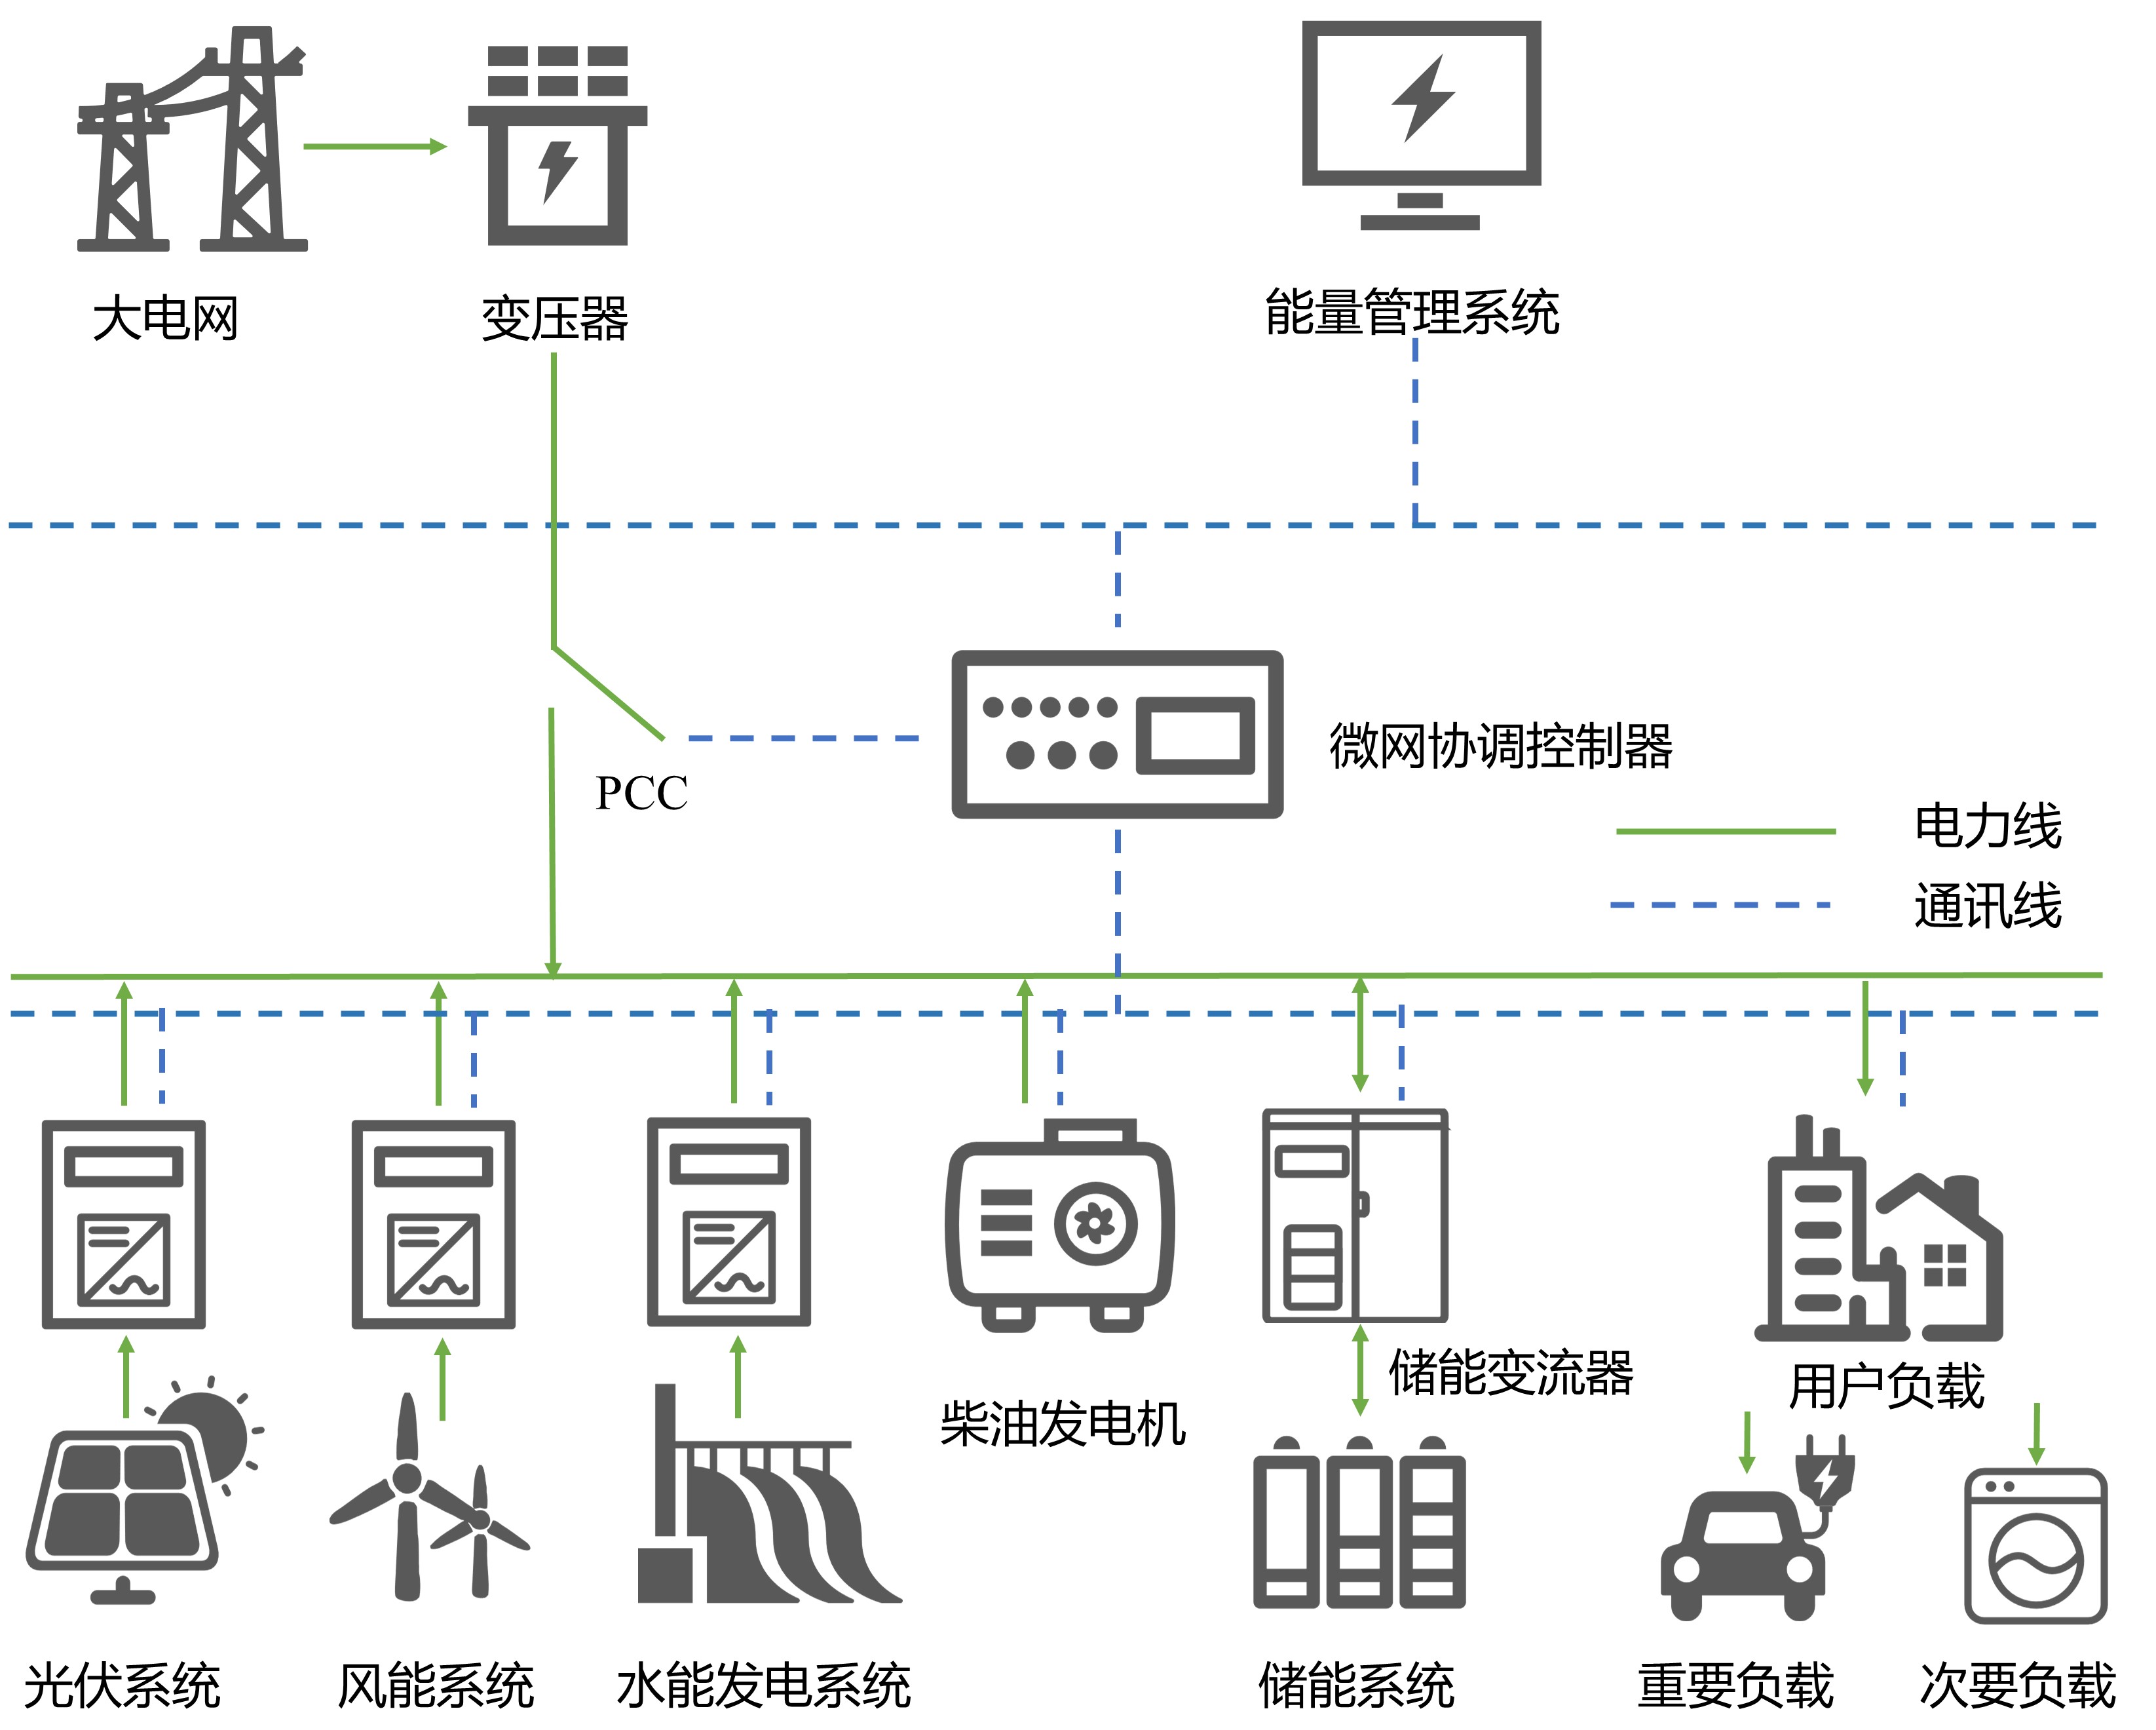 大电网
变压器
能量管理系统
微网协调控制器
PCC
电力线
通讯线
储能变流器
用户负载
柴油发电机
光伏系统
风能系统
水能发电系统
储能系统
重要负载
次要负载